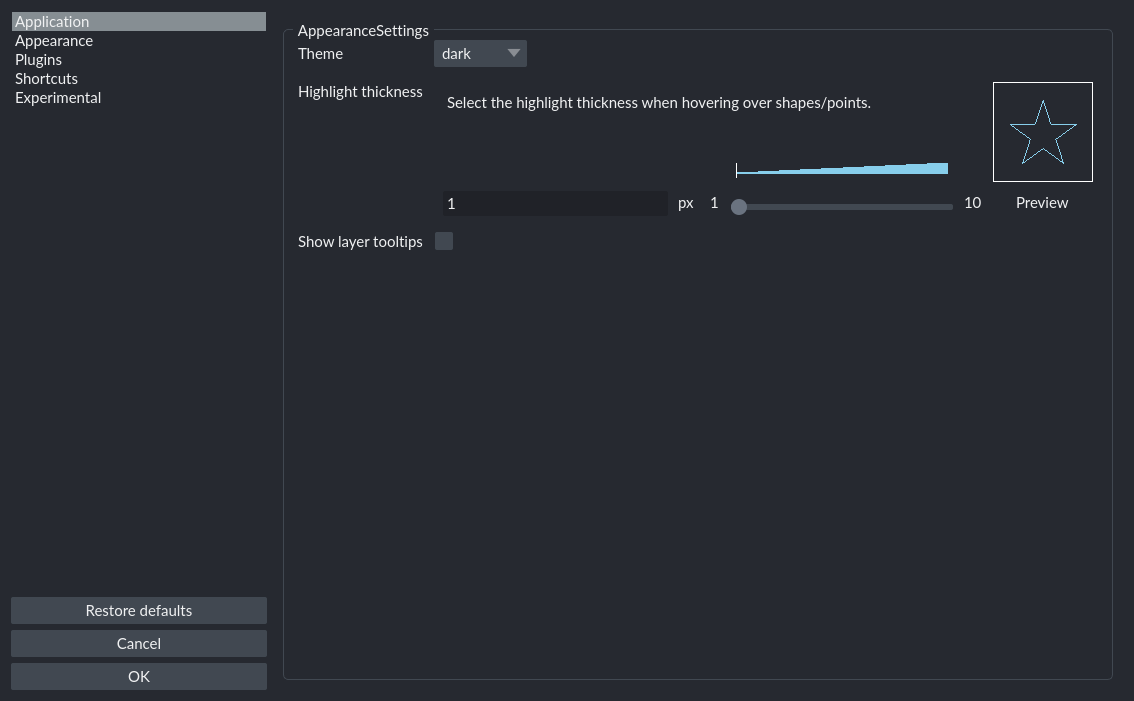 Application
Appearance
Plugins
Shortcuts
Experimental
AppearanceSettings
Theme dark
Highlight thickness
Select the highlight thickness when hovering over shapes/points.
1 px 1 10 Preview
Show layer tooltips
Restore defaults
Cancel
OK